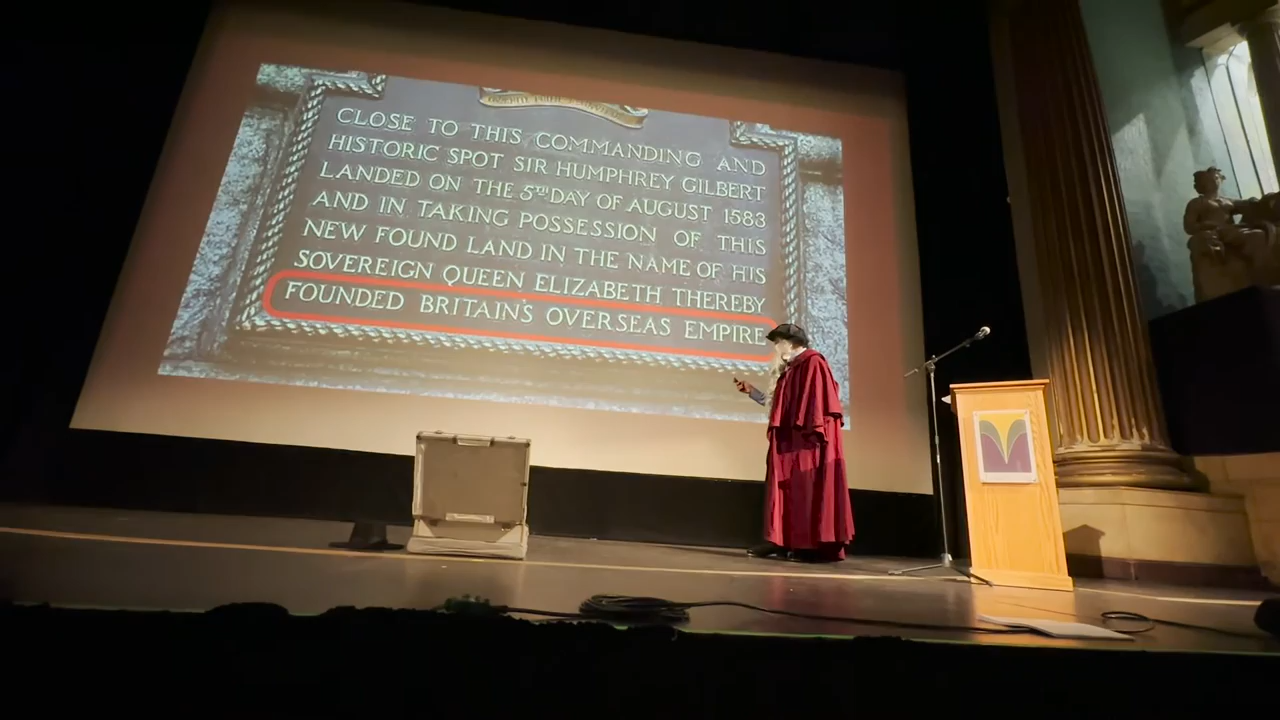 CLOSE TO THIS COMMANDING AND
HISTORIC SPOT SIR HUMPHREY GILBERT
LANDED ON THE 5TH DAY OF AUGUST 1583
AND IN TAKING POSSESSION OF THIS
NEW FOUND LAND IN THE NAME OF HIS
SOVEREIGN QUEEN ELIZABETH THEREBY
FOUNDED BRITAIN'S OVERSEAS EMPIRE